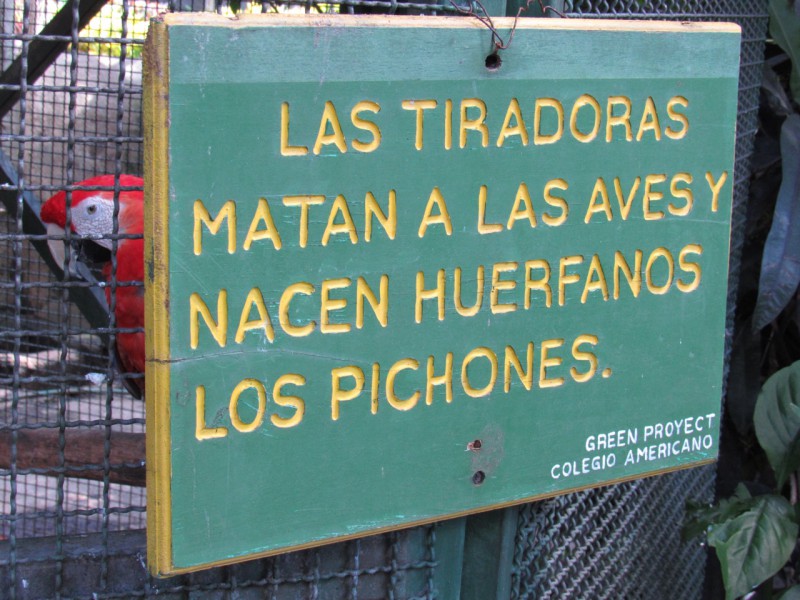 LAS TIRADORAS
MATAN A LAS AVES Y
NACEN HUERFANOS
LOS PICHONES.
GREEN PROYECT
COLEGIO AMERICANO